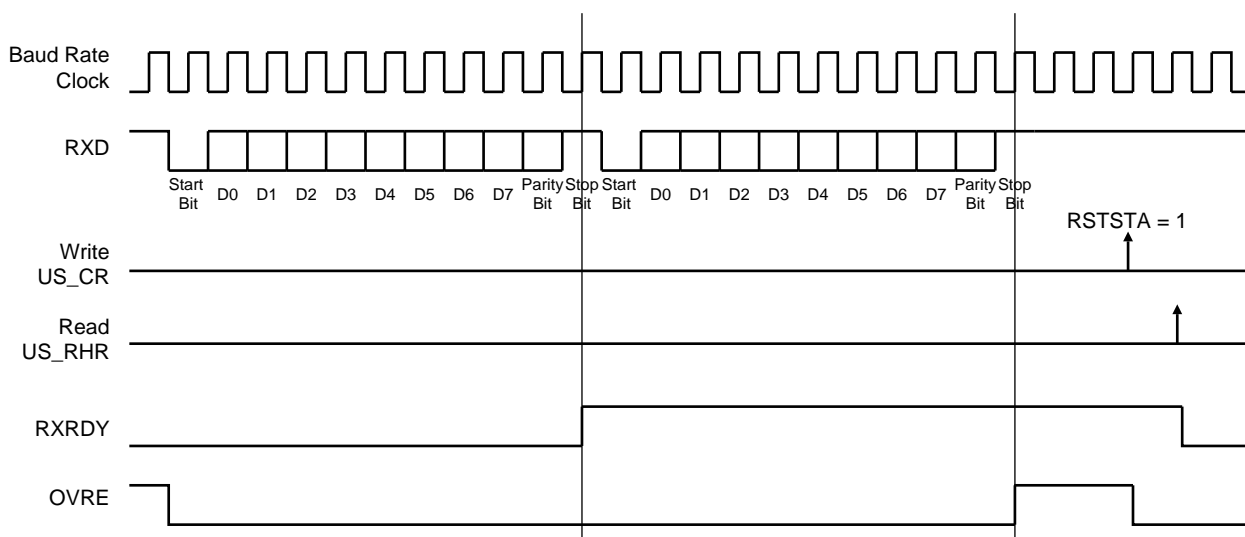 Baud Rate
Clock
RXD
Start
Bit
D0
D1
D2
D3
D4
D5
D6
D7
Parity
Bit
Stop
Bit
Start
Bit
D0
D1
D2
D3
D4
D5
D6
D7
Parity
Bit
Stop
Bit
RSTSTA = 1
Write
US_CR
Read
US_RHR
RXRDY
OVRE